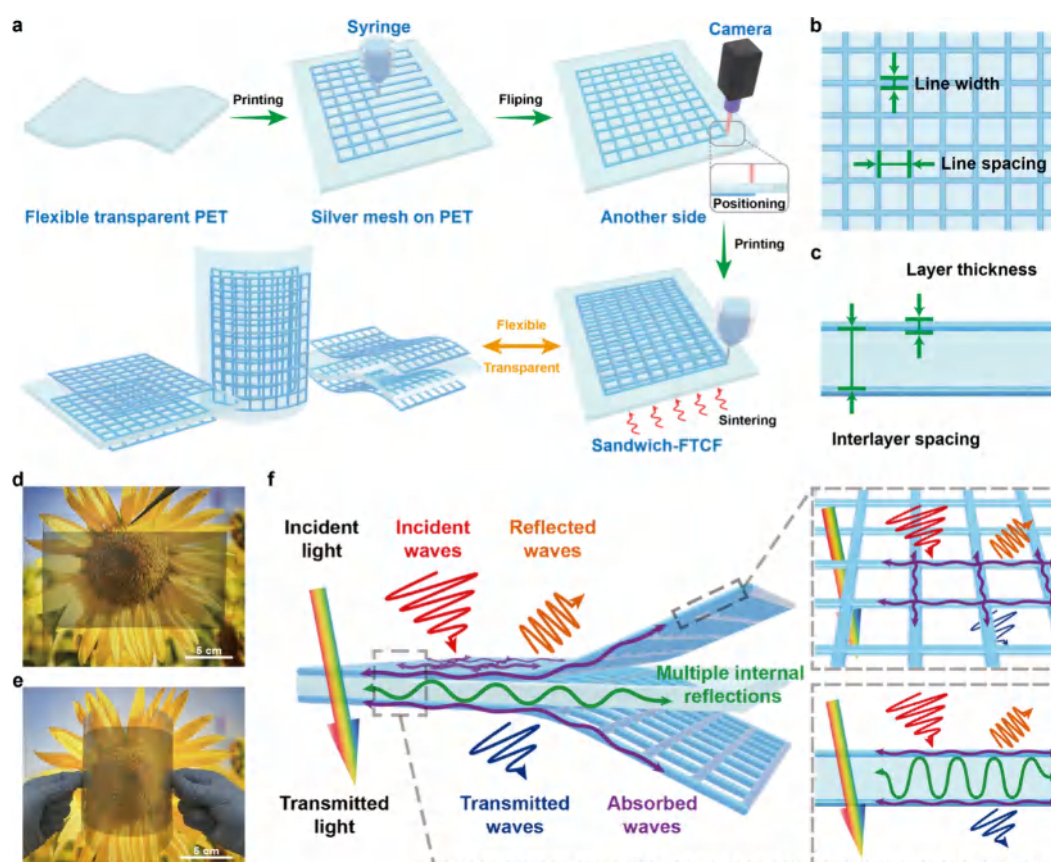 a
Syringe
Camera
Printing
Fliping
Positioning
Flexible transparent PET
Silver mesh on PET
Another side
Printing
Flexible
Transparent
Sintering
Sandwich-FTCF
b
Line width
Line spacing
c
Layer thickness
Interlayer spacing
d
5 cm
e
5 cm
f
Incident
light
Incident
waves
Reflected
waves
Multiple internal
reflections
Transmitted
light
Transmitted
waves
Absorbed
waves